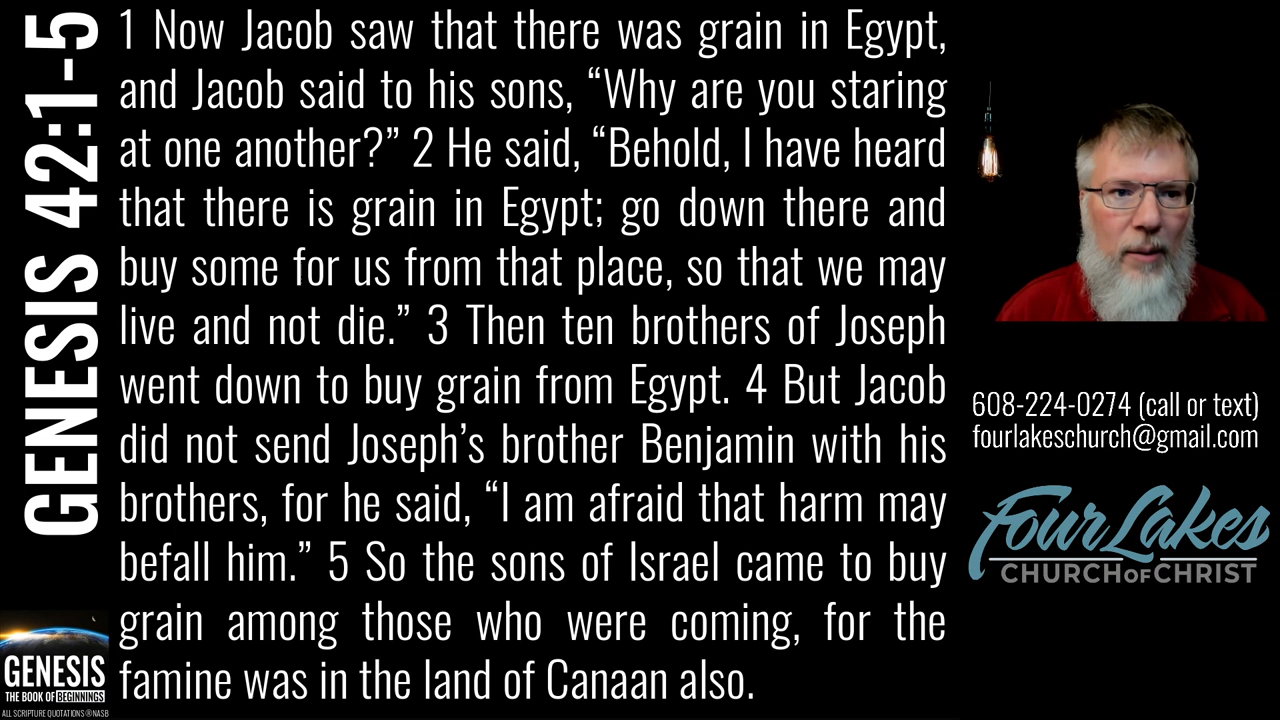 GENESIS 42:1-5
1 Now Jacob saw that there was grain in Egypt,
and Jacob said to his sons, “Why are you staring
at one another?” 2 He said, “Behold, I have heard
that there is grain in Egypt; go down there and
buy some for us from that place, so that we may
live and not die.” 3 Then ten brothers of Joseph
went down to buy grain from Egypt. 4 But Jacob
did not send Joseph’s brother Benjamin with his
brothers, for he said, “I am afraid that harm may
befall him.” 5 So the sons of Israel came to buy
grain among those who were coming, for the
famine was in the land of Canaan also.
GENESIS
THE BOOK OF BEGINNINGS
ALL SCRIPTURE QUOTATIONS ® NASB
608-224-0274 (call or text)
fourlakeschurch@gmail.com
Four Lakes
CHURCH OF CHRIST